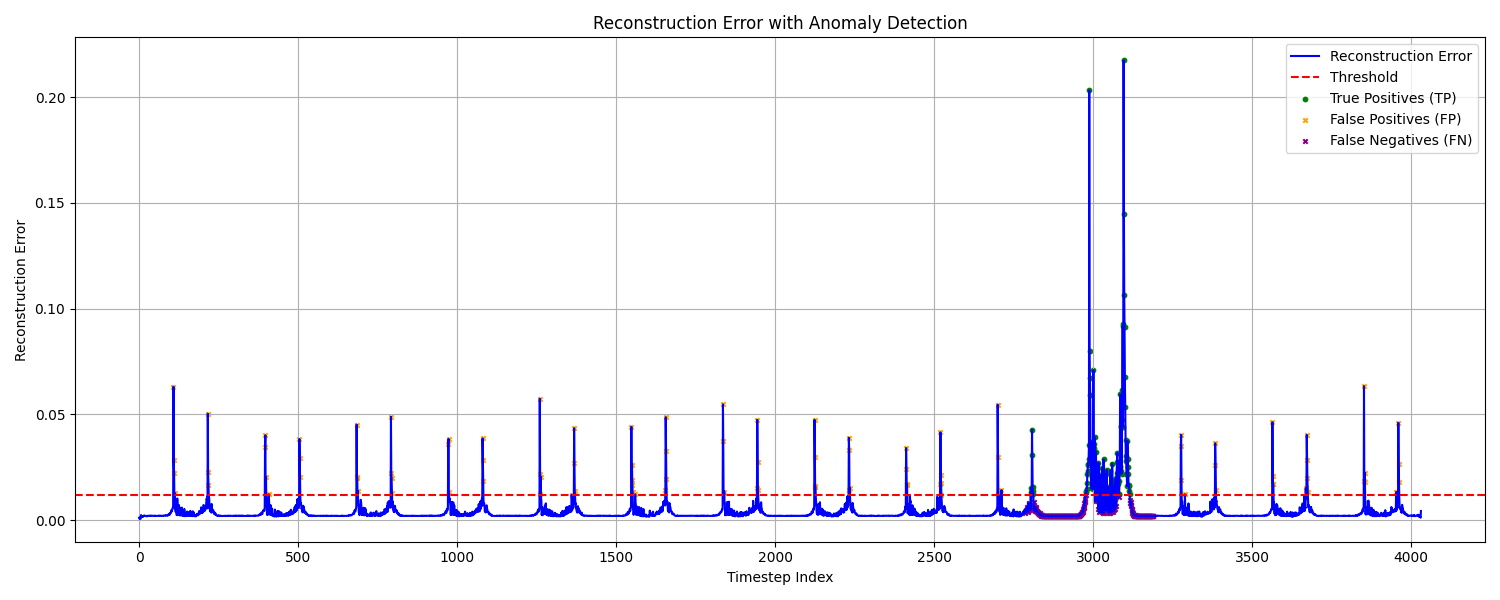 Reconstruction Error with Anomaly Detection
Reconstruction Error
Threshold
True Positives (TP)
False Positives (FP)
False Negatives (FN)
0.20
0.15
0.10
0.05
0.00
Reconstruction Error
0 500 1000 1500 2000 2500 3000 3500 4000
Timestep Index